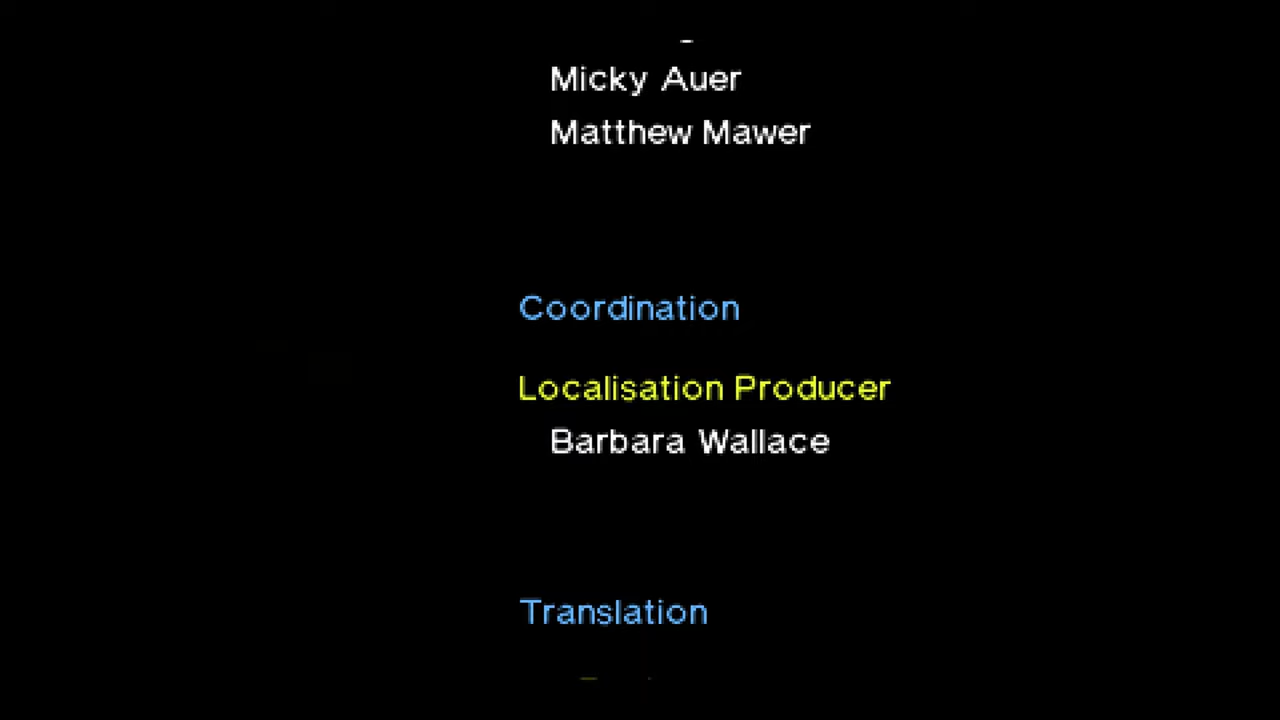 Micky Auer
Matthew Mawer
Coordination
Localisation Producer
Barbara Wallace
Translation